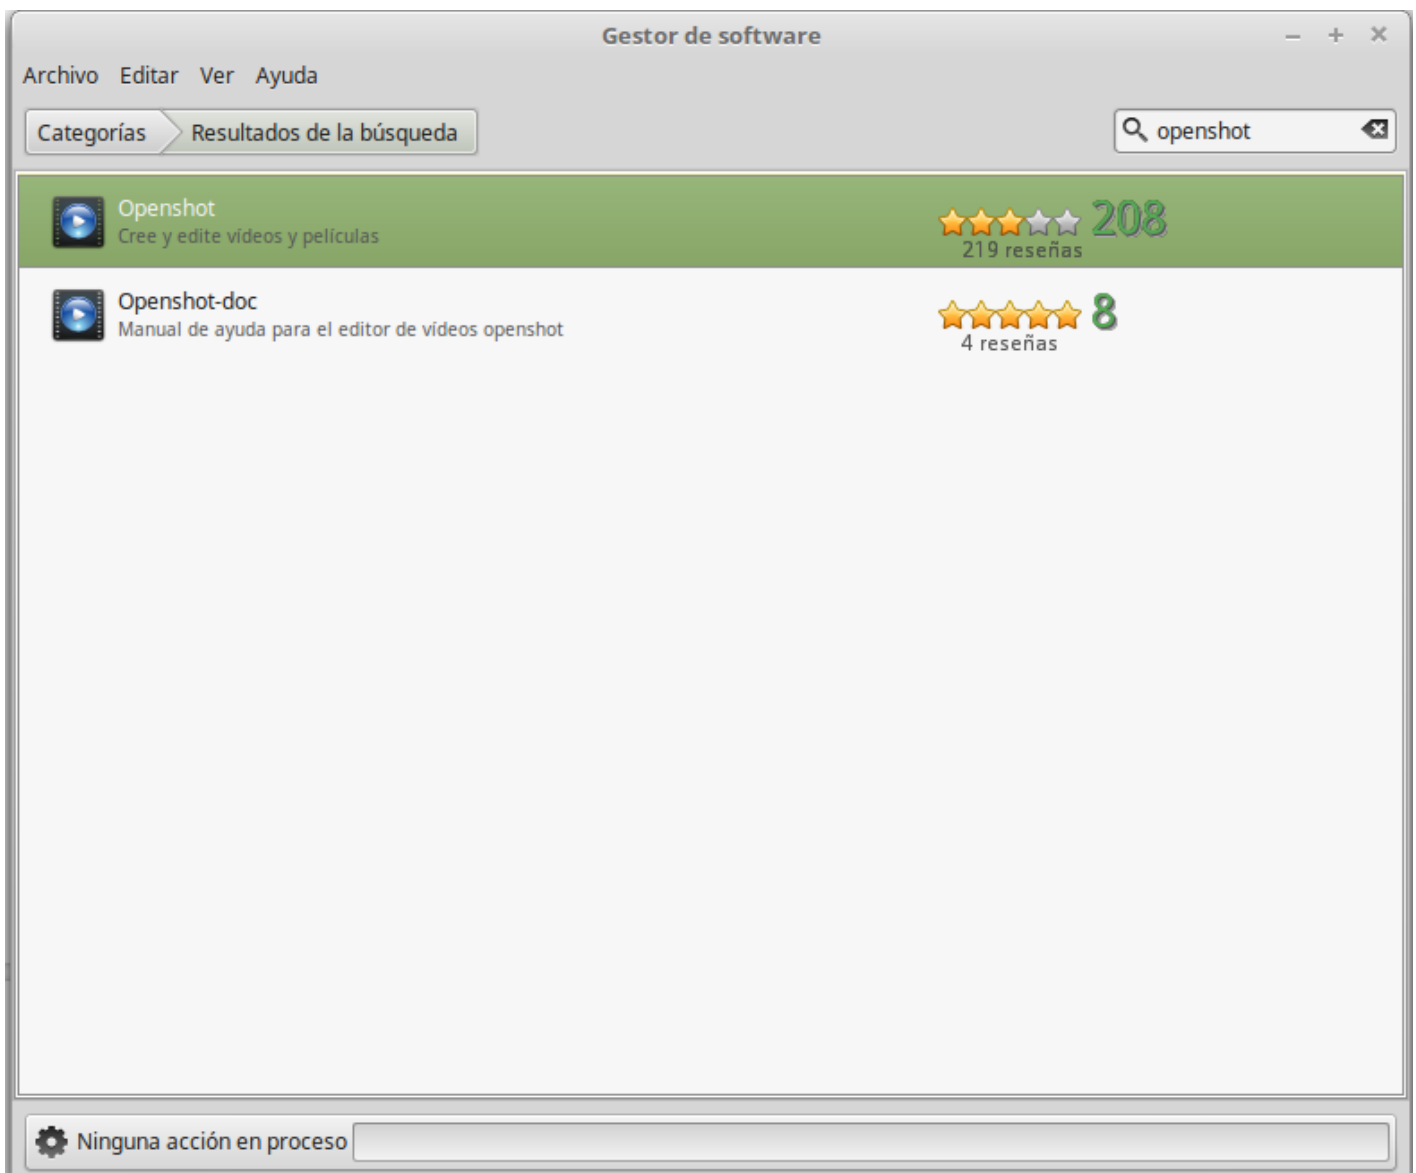 Gestor de software
Archivo Editar Ver Ayuda
Categorías Resultados de la búsqueda openshot
Openshot
Cree y edite vídeos y películas
208
219 reseñas
Openshot-doc
Manual de ayuda para el editor de vídeos openshot
8
4 reseñas
Ninguna acción en proceso